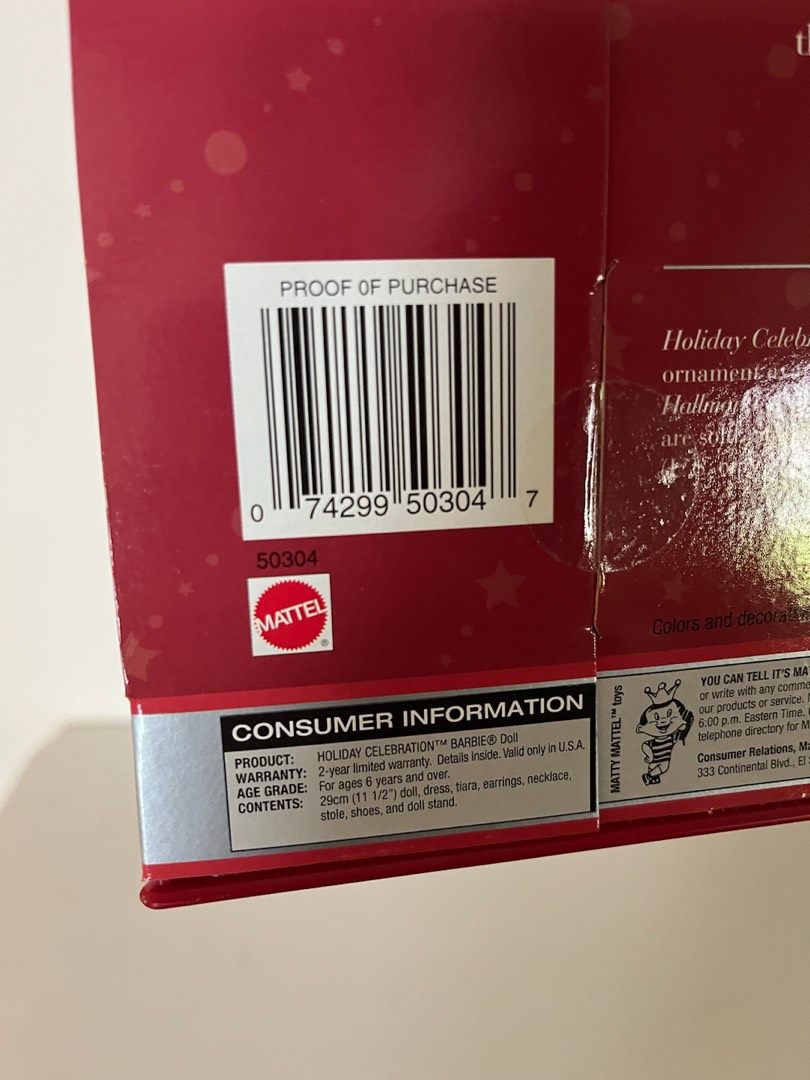 th
PROOF OF PURCHASE
0 74299 50304 7
50304
MATTEL
®
Holiday Celeb
ornament
Hallma
are sol
Colors and decorat
CONSUMER INFORMATION
PRODUCT: HOLIDAY CELEBRATION™ BARBIE® Doll
WARRANTY: 2-year limited warranty. Details inside. Valid only in U.S.A.
AGE GRADE: For ages 6 years and over.
CONTENTS: 29cm (11 1/2") doll, dress, tiara, earrings, necklace,
stole, shoes, and doll stand.
MATTY MATTEL™ toys
YOU CAN TELL IT'S MA
or write with any comme
our products or service.
6:00 p.m. Eastern Time.
telephone directory for M
Consumer Relations, Ma
333 Continental Blvd., El